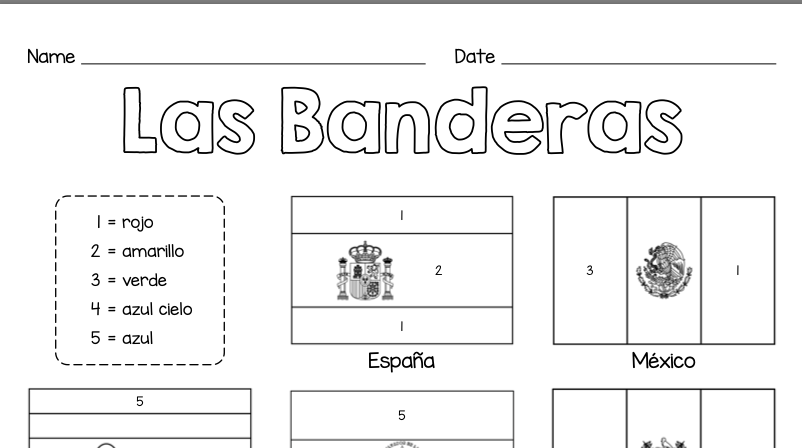 Name
Date
Las Banderas
1 = rojo
2 = amarillo
3 = verde
4 = azul cielo
5 = azul
1
2
1
España
3
1
México
5
5